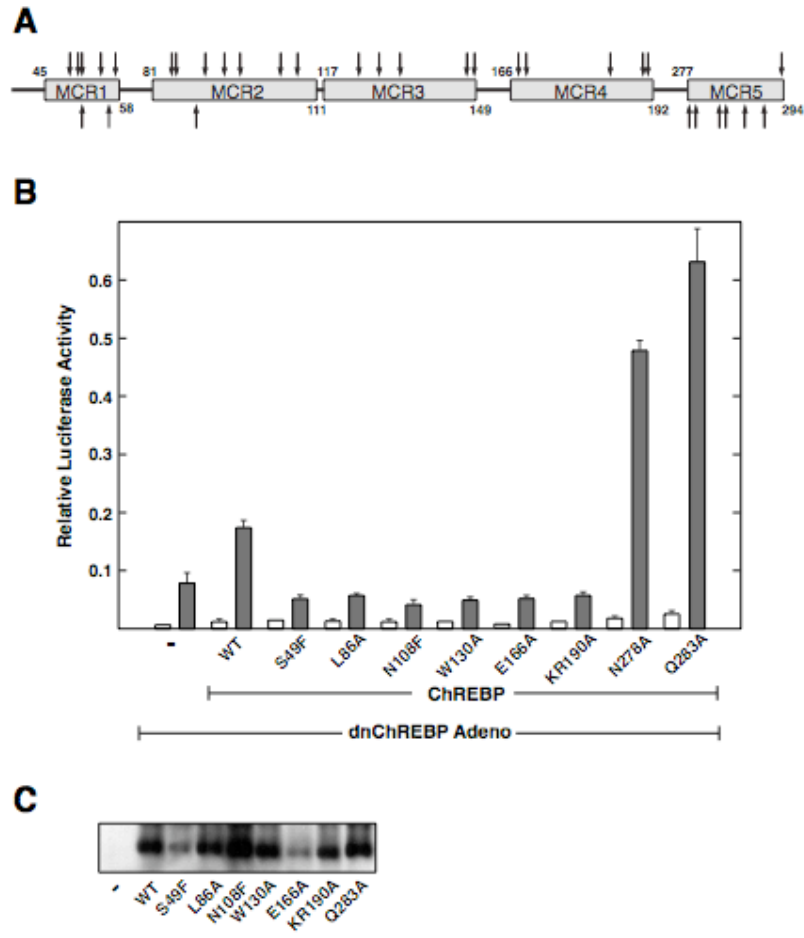 A
45 81 117 166 277
MCR1 MCR2 MCR3 MCR4 MCR5
58 111 149 192 294
B
Relative Luciferase Activity
0.6
0.5
0.4
0.3
0.2
0.1
- WT S49F L86A N108F W130A E166A KR190A N278A Q283A
ChREBP
dnChREBP Adeno
C
- WT S49F L86A N108F W130A E166A KR190A Q283A